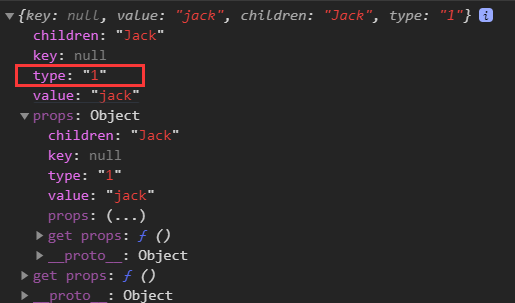 {key: null, value: "jack", children: "Jack", type: "1"} i
children: "Jack"
key: null
type: "1"
value: "jack"
props: Object
children: "Jack"
key: null
type: "1"
value: "jack"
props: (...)
get props: ƒ ()
__proto__: Object
get props: ƒ ()
__proto__: Object